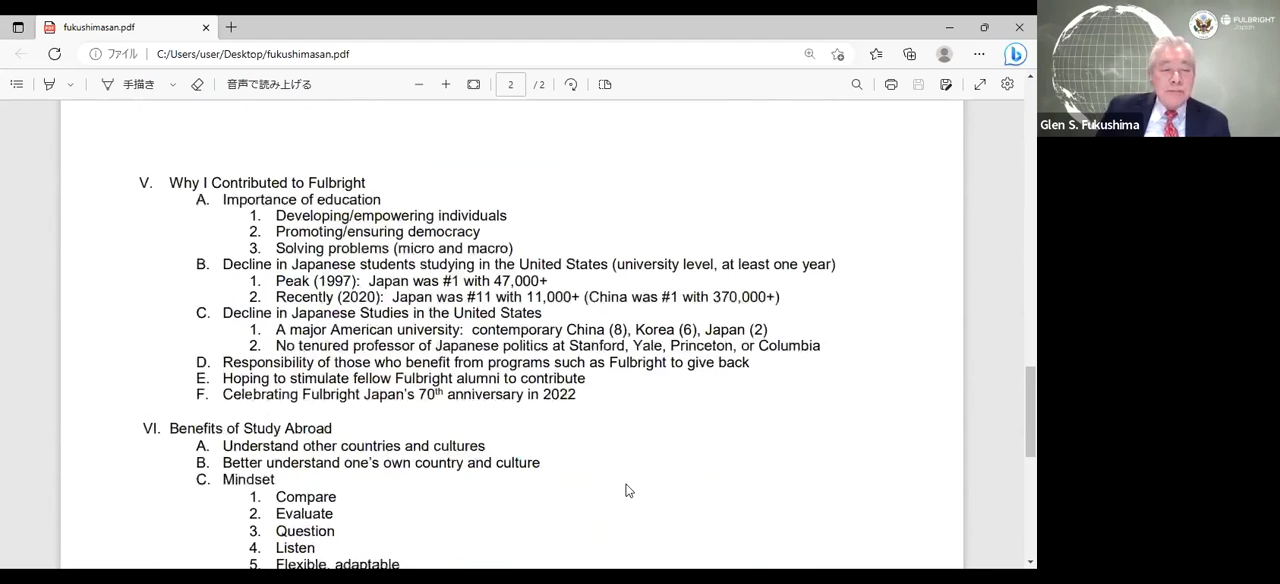 fukushimasan.pdf
ファイル
C:/Users/user/Desktop/fukushimasan.pdf
手描き
音声で読み上げる
2
/ 2
FULBRIGHT
Japan
Glen S. Fukushima
V. Why I Contributed to Fulbright
A. Importance of education
1. Developing/empowering individuals
2. Promoting/ensuring democracy
3. Solving problems (micro and macro)
B. Decline in Japanese students studying in the United States (university level, at least one year)
1. Peak (1997): Japan was #1 with 47,000+
2. Recently (2020): Japan was #11 with 11,000+ (China was #1 with 370,000+)
C. Decline in Japanese Studies in the United States
1. A major American university: contemporary China (8), Korea (6), Japan (2)
2. No tenured professor of Japanese politics at Stanford, Yale, Princeton, or Columbia
D. Responsibility of those who benefit from programs such as Fulbright to give back
E. Hoping to stimulate fellow Fulbright alumni to contribute
F. Celebrating Fulbright Japan's 70th anniversary in 2022
VI. Benefits of Study Abroad
A. Understand other countries and cultures
B. Better understand one's own country and culture
C. Mindset
1. Compare
2. Evaluate
3. Question
4. Listen
5. Flexible, adaptable